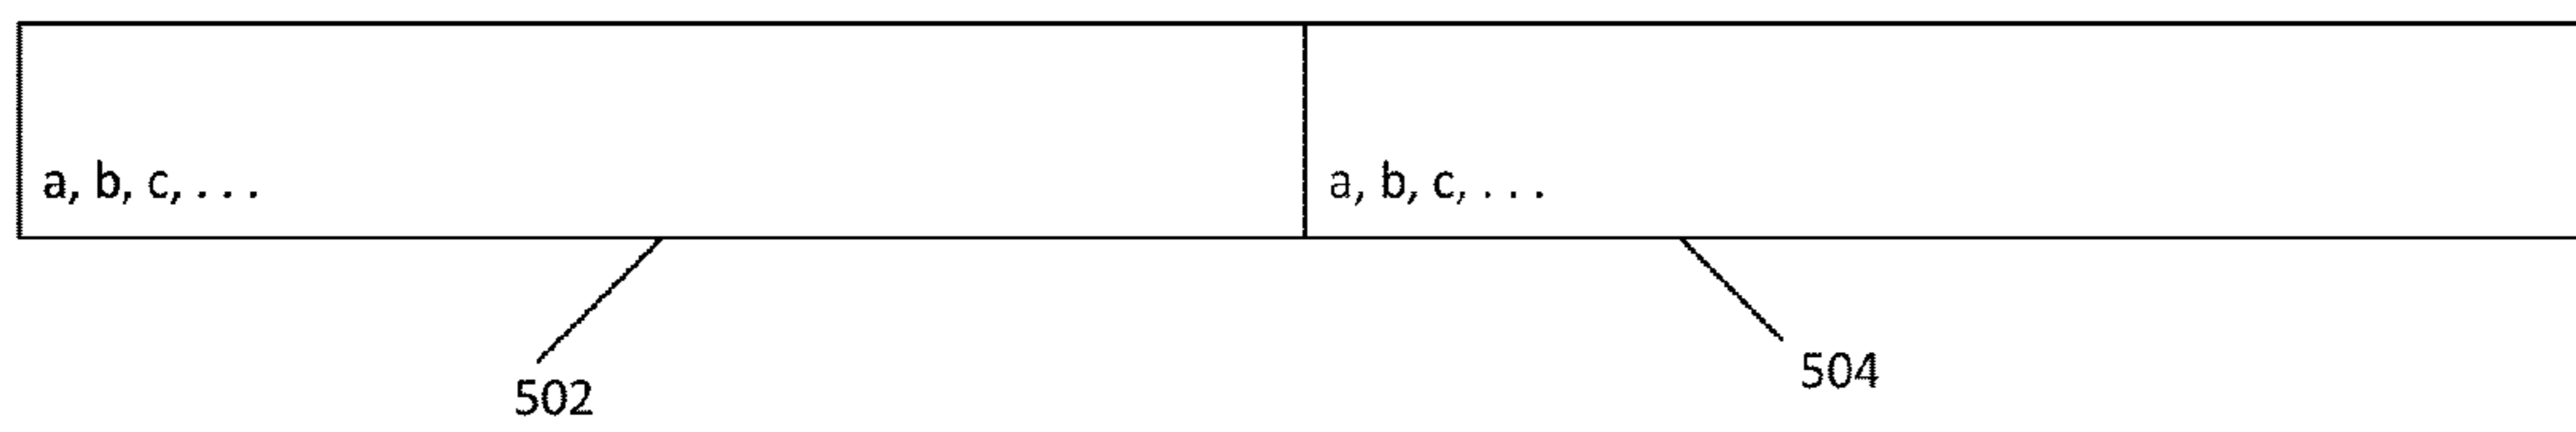 a, b, c, . . .
a, b, c, . . .
502
504